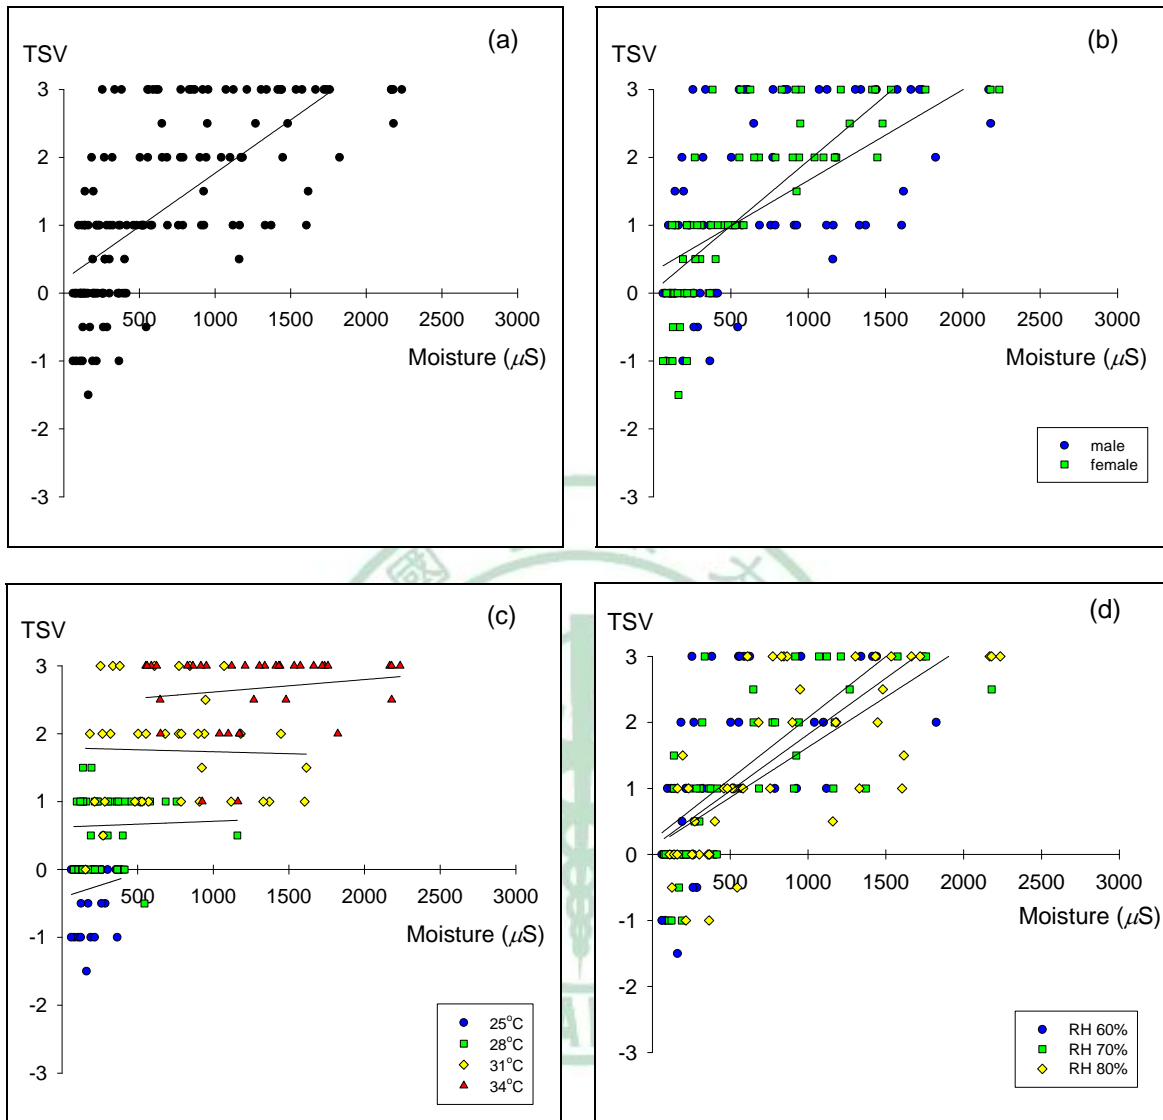 (a)
TSV
3
2
1
0
-1
-2
-3
500 1000 1500 2000 2500 3000
Moisture (μS)
(b)
TSV
3
2
1
0
-1
-2
-3
500 1000 1500 2000 2500 3000
Moisture (μS)
male
female
(c)
TSV
3
2
1
0
-1
-2
-3
500 1000 1500 2000 2500 3000
Moisture (μS)
25°C
28°C
31°C
34°C
(d)
TSV
3
2
1
0
-1
-2
-3
500 1000 1500 2000 2500 3000
Moisture (μS)
RH 60%
RH 70%
RH 80%
國